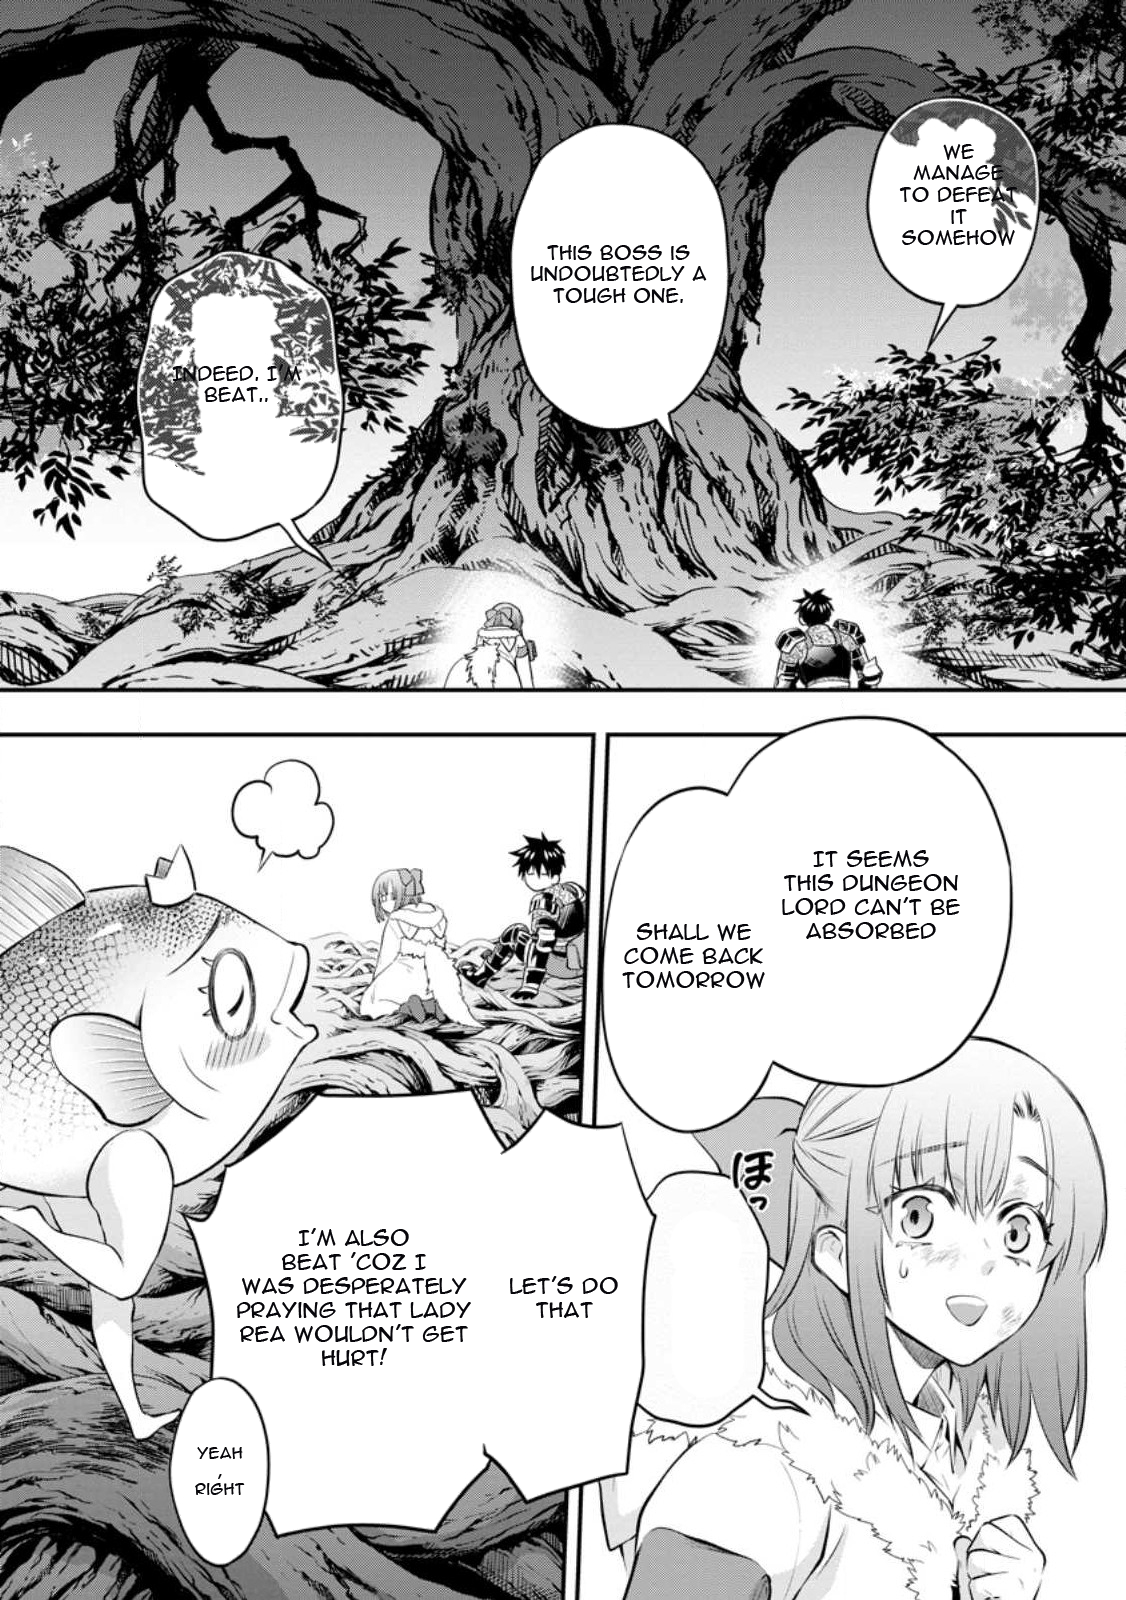 WE
MANAGE
TO DEFEAT
IT
SOMEHOW
THIS BOSS IS
UNDOUBTEDLY A
TOUGH ONE.
INDEED. I'M
BEAT..
IT SEEMS
THIS DUNGEON
LORD CAN'T BE
ABSORBED
SHALL WE
COME BACK
TOMORROW
ほっ
LET'S DO
THAT
I'M ALSO
BEAT 'COZ I
WAS DESPERATELY
PRAYING THAT LADY
REA WOULDN'T GET
HURT!
YEAH
,
RIGHT